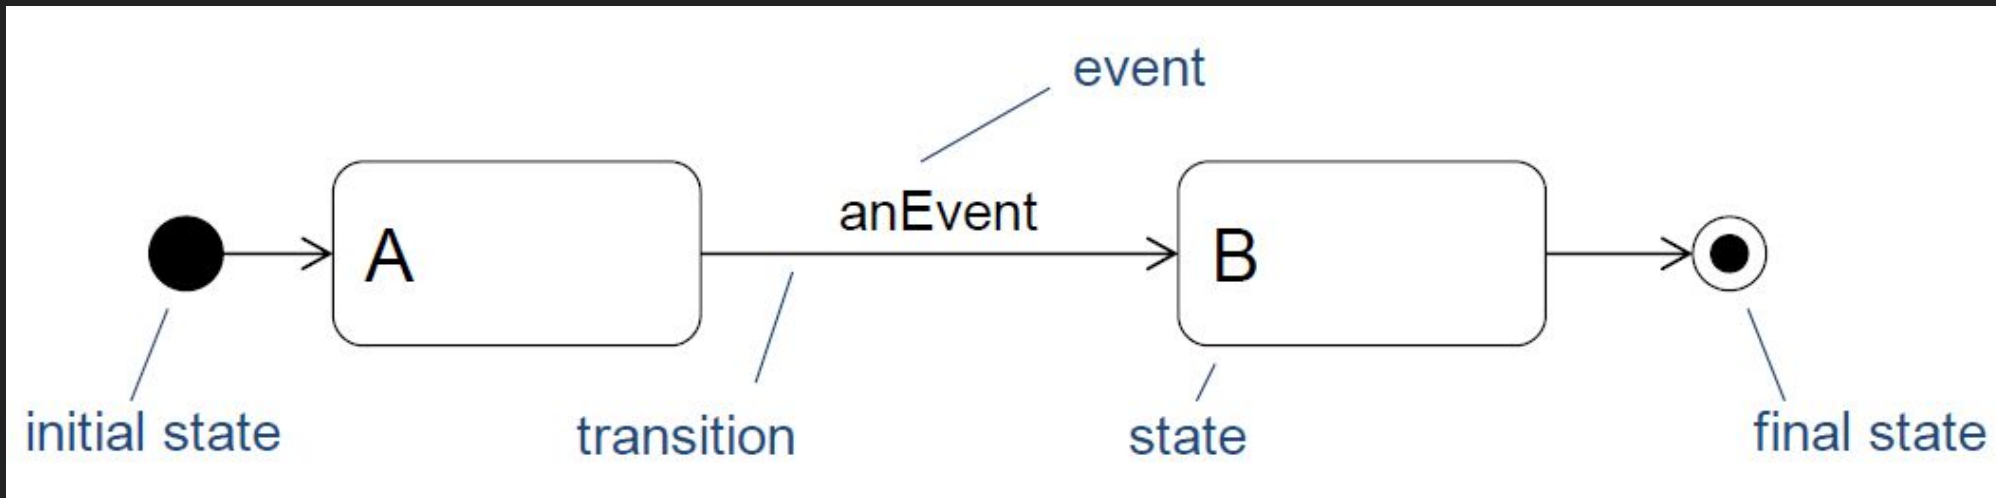 event
anEvent
A
B
initial state
transition
state
final state